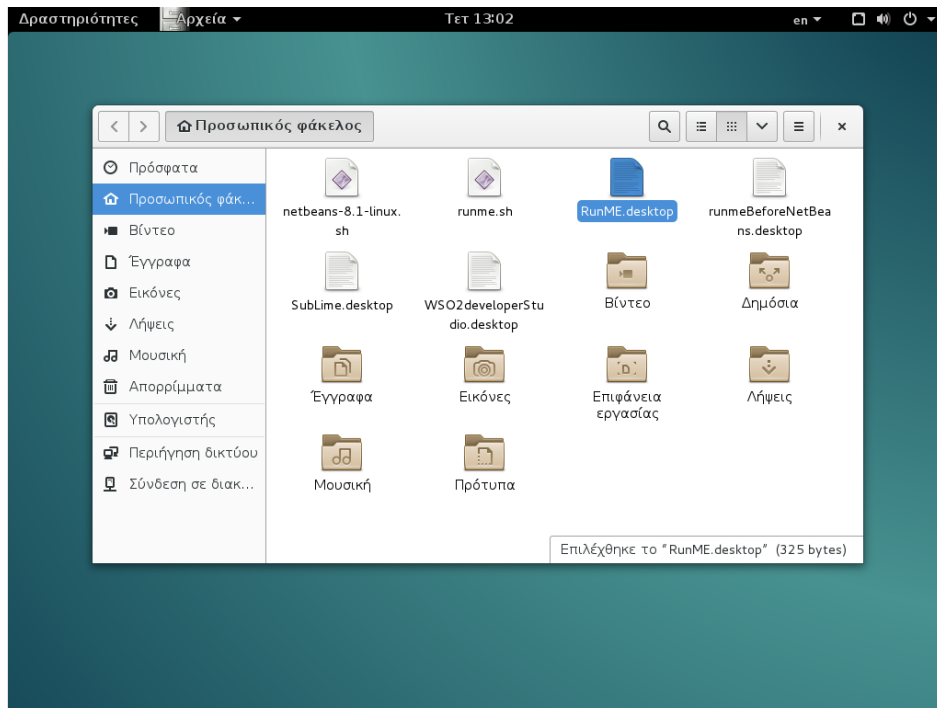 Δραστηριότητες Αρχεία Τετ 13:02 en
Προσωπικός φάκελος
Πρόσφατα
Προσωπικός φάκ...
Βίντεο
Έγγραφα
Εικόνες
Λήψεις
Μουσική
Απορρίμματα
Υπολογιστής
Περιήγηση δικτύου
Σύνδεση σε διακ...
netbeans-8.1-linux.
sh
runme.sh
RunME.desktop
runmeBeforeNetBea
ns.desktop
SubLime.desktop
WSO2developerStu
dio.desktop
Βίντεο
Δημόσια
Έγγραφα
Εικόνες
Επιφάνεια
εργασίας
Λήψεις
Μουσική
Πρότυπα
Επιλέχθηκε το "RunME.desktop" (325 bytes)